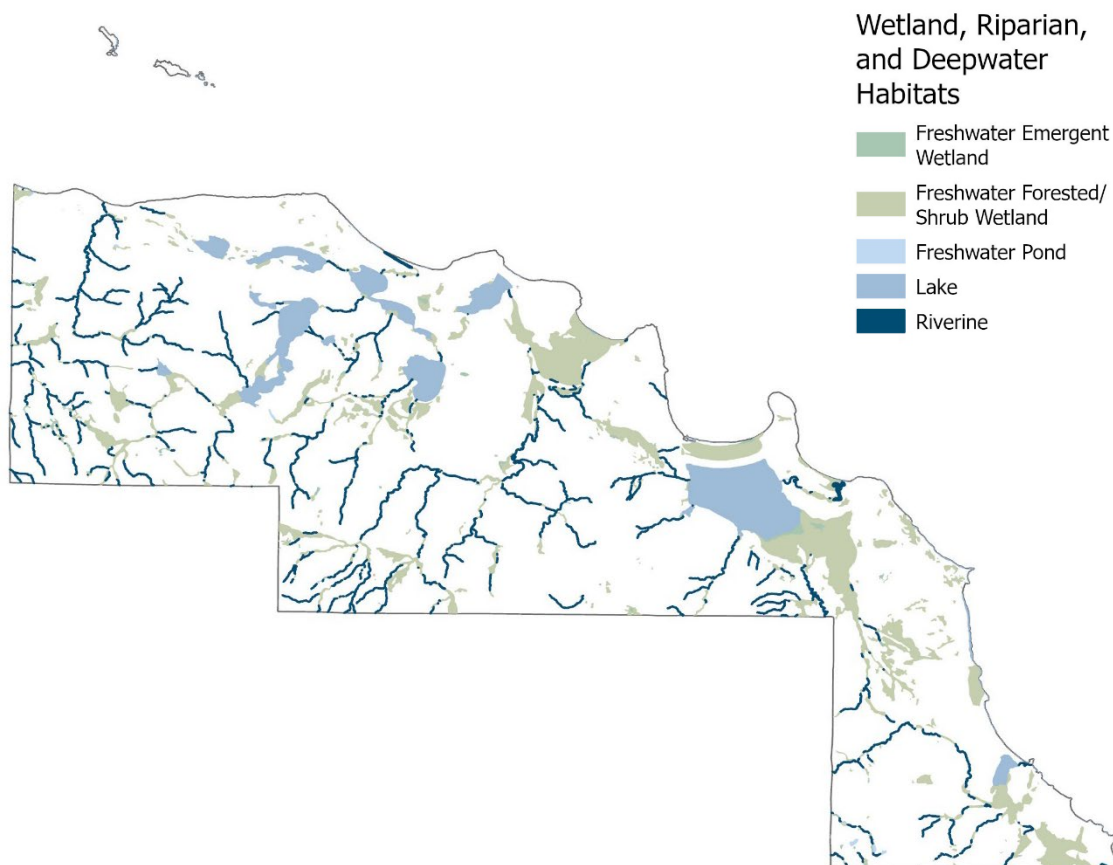 Wetland, Riparian,
and Deepwater
Habitats
Freshwater Emergent
Wetland
Freshwater Forested/
Shrub Wetland
Freshwater Pond
Lake
Riverine